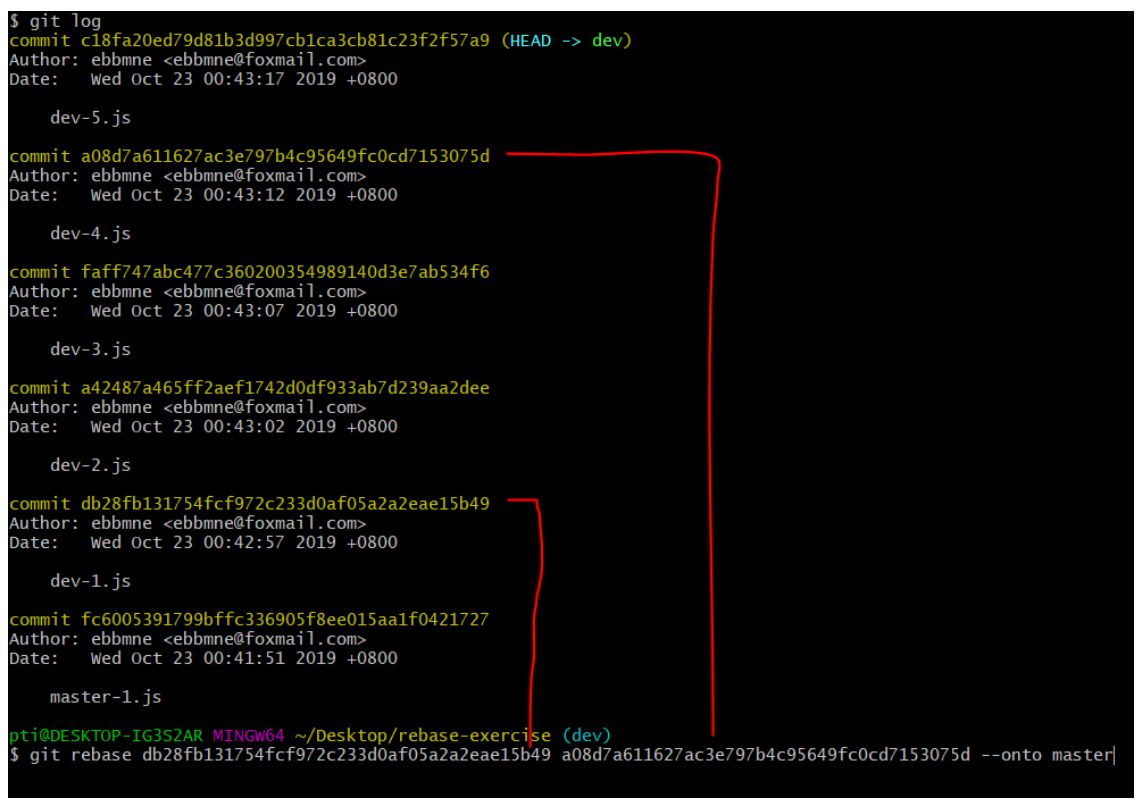 $ git log
commit c18fa20ed79d81b3d997cb1ca3cb81c23f2f57a9 (HEAD -> dev)
Author: ebbmne <ebbmne@foxmail.com>
Date:   Wed Oct 23 00:43:17 2019 +0800
    dev-5.js
commit a08d7a611627ac3e797b4c95649fc0cd7153075d
Author: ebbmne <ebbmne@foxmail.com>
Date:   Wed Oct 23 00:43:12 2019 +0800
    dev-4.js
commit faff747abc477c360200354989140d3e7ab534f6
Author: ebbmne <ebbmne@foxmail.com>
Date:   Wed Oct 23 00:43:07 2019 +0800
    dev-3.js
commit a42487a465ff2aef1742d0df933ab7d239aa2dee
Author: ebbmne <ebbmne@foxmail.com>
Date:   Wed Oct 23 00:43:02 2019 +0800
    dev-2.js
commit db28fb131754fcf972c233d0af05a2a2eae15b49
Author: ebbmne <ebbmne@foxmail.com>
Date:   Wed Oct 23 00:42:57 2019 +0800
    dev-1.js
commit fc6005391799bffc336905f8ee015aa1f0421727
Author: ebbmne <ebbmne@foxmail.com>
Date:   Wed Oct 23 00:41:51 2019 +0800
    master-1.js
pti@DESKTOP-IG3S2AR MINGW64 ~/Desktop/rebase-exercise (dev)
$ git rebase db28fb131754fcf972c233d0af05a2a2eae15b49 a08d7a611627ac3e797b4c95649fc0cd7153075d --onto master